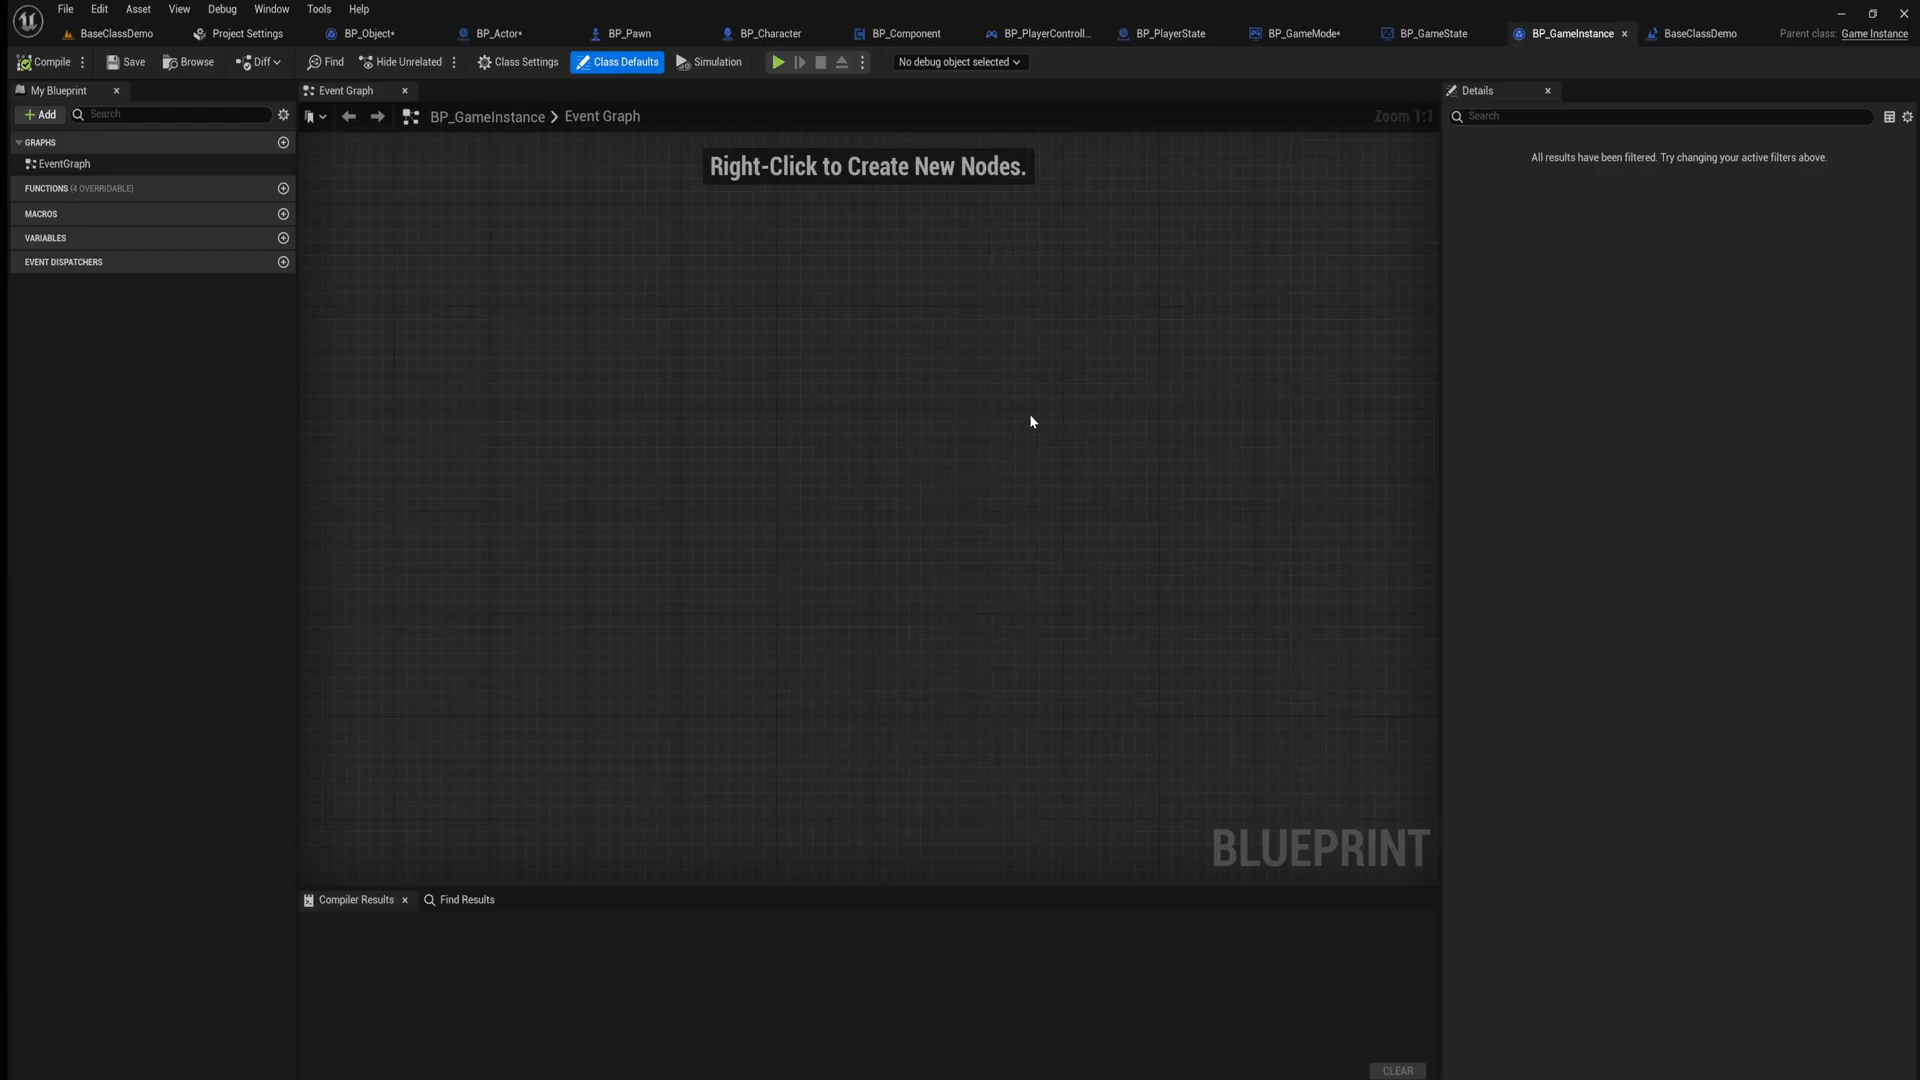 File Edit Asset View Debug Window Tools Help
BaseClassDemo Project Settings BP_Object* BP_Actor* BP_Pawn BP_Character BP_Component BP_PlayerControll... BP_PlayerState BP_GameMode* BP_GameState BP_GameInstance BaseClassDemo Parent class: Game Instance
Compile Save Browse Diff Find Hide Unrelated Class Settings Class Defaults Simulation No debug object selected
My Blueprint Event Graph Details
Add Search BP_GameInstance > Event Graph Zoom 1:1 Search
GRAPHS
EventGraph
FUNCTIONS (4 OVERRIDABLE)
MACROS
VARIABLES
EVENT DISPATCHERS
Right-Click to Create New Nodes.
All results have been filtered. Try changing your active filters above.
BLUEPRINT
Compiler Results Find Results
CLEAR